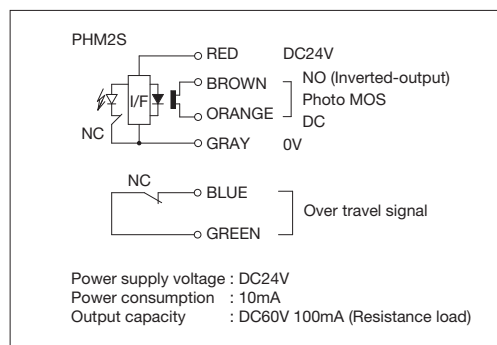 PHM2S
RED DC24V
BROWN NO (Inverted-output)
I/F Photo MOS
ORANGE DC
NC
GRAY 0V
NC
BLUE
Over travel signal
GREEN
Power supply voltage : DC24V
Power consumption : 10mA
Output capacity : DC60V 100mA (Resistance load)